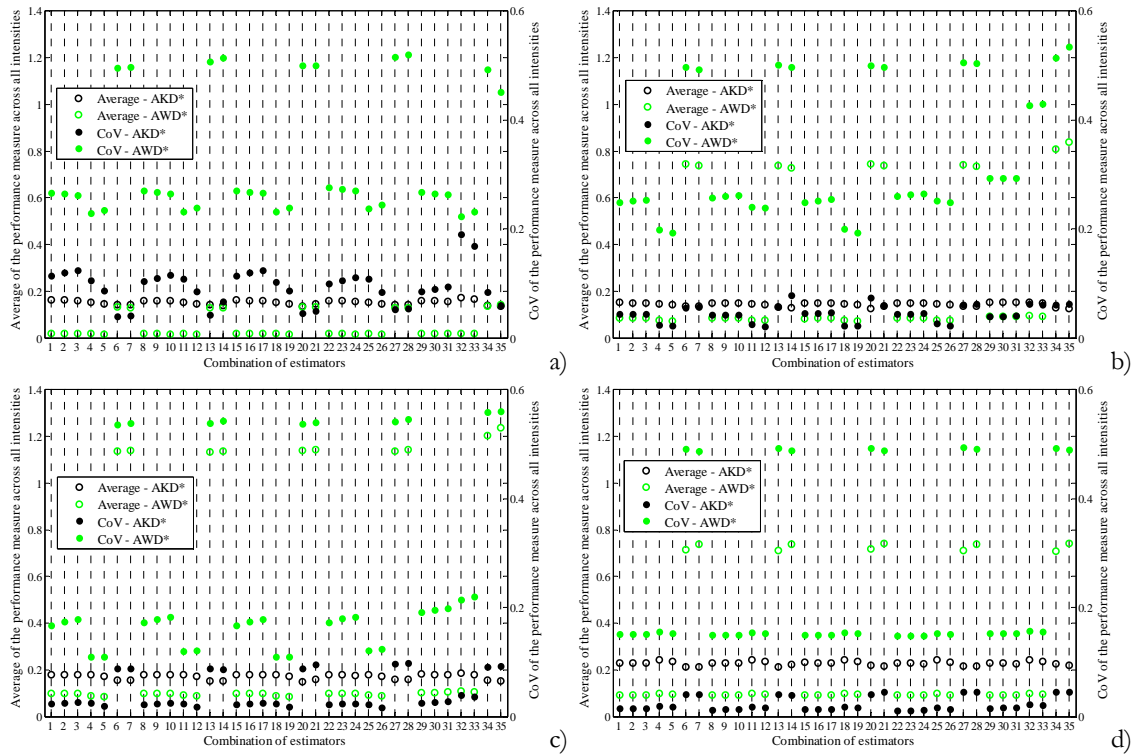 Average of the performance measure across all intensities
1.4
1.2
1
0.8
0.6
0.4
0.2
0
Average - AKD*
Average - AWD*
CoV - AKD*
CoV - AWD*
0.6
0.4
0.2
0
CoV of the performance measure across all intensities
1 2 3 4 5 6 7 8 9 10 11 12 13 14 15 16 17 18 19 20 21 22 23 24 25 26 27 28 29 30 31 32 33 34 35
Combination of estimators
a)
Average of the performance measure across all intensities
1.4
1.2
1
0.8
0.6
0.4
0.2
0
Average - AKD*
Average - AWD*
CoV - AKD*
CoV - AWD*
0.6
0.4
0.2
0
CoV of the performance measure across all intensities
1 2 3 4 5 6 7 8 9 10 11 12 13 14 15 16 17 18 19 20 21 22 23 24 25 26 27 28 29 30 31 32 33 34 35
Combination of estimators
b)
Average of the performance measure across all intensities
1.4
1.2
1
0.8
0.6
0.4
0.2
0
Average - AKD*
Average - AWD*
CoV - AKD*
CoV - AWD*
0.6
0.4
0.2
0
CoV of the performance measure across all intensities
1 2 3 4 5 6 7 8 9 10 11 12 13 14 15 16 17 18 19 20 21 22 23 24 25 26 27 28 29 30 31 32 33 34 35
Combination of estimators
c)
Average of the performance measure across all intensities
1.4
1.2
1
0.8
0.6
0.4
0.2
0
Average - AKD*
Average - AWD*
CoV - AKD*
CoV - AWD*
0.6
0.4
0.2
0
CoV of the performance measure across all intensities
1 2 3 4 5 6 7 8 9 10 11 12 13 14 15 16 17 18 19 20 21 22 23 24 25 26 27 28 29 30 31 32 33 34 35
Combination of estimators
d)